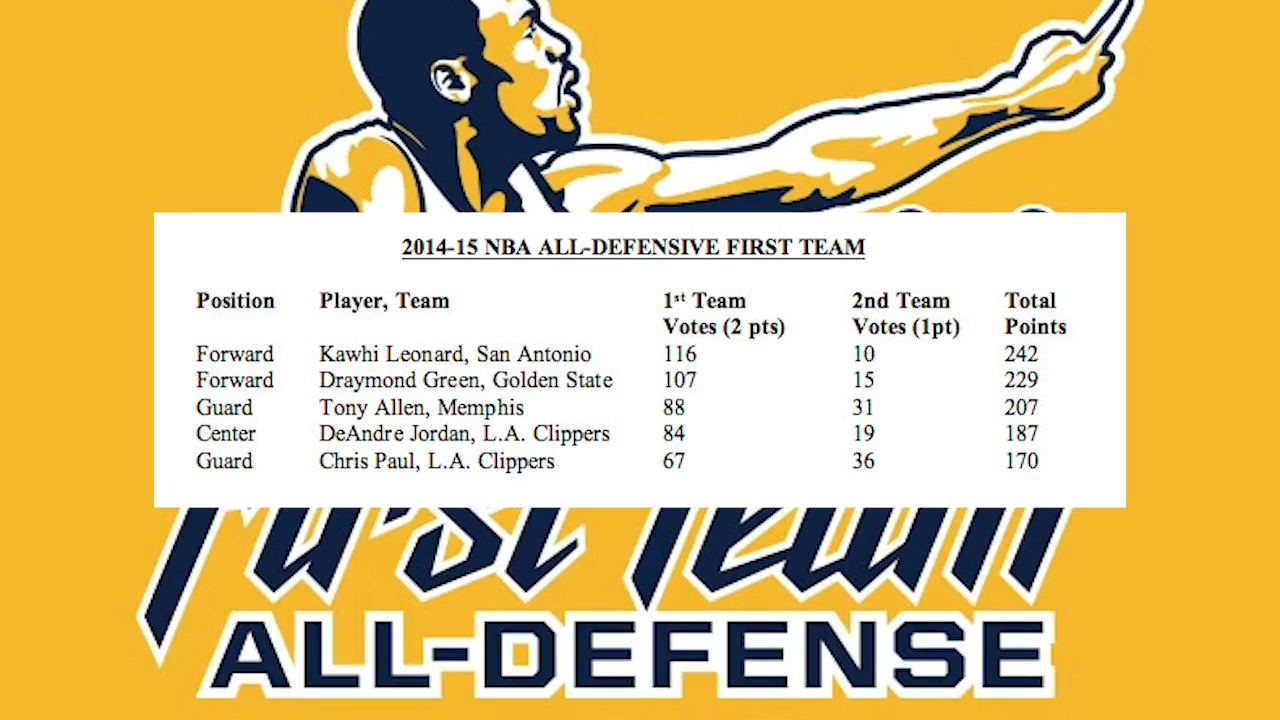 2014-15 NBA ALL-DEFENSIVE FIRST TEAM
Position Player, Team 1st Team 2nd Team Total
Votes (2 pts) Votes (1pt) Points
Forward Kawhi Leonard, San Antonio 116 10 242
Forward Draymond Green, Golden State 107 15 229
Guard Tony Allen, Memphis 88 31 207
Center DeAndre Jordan, L.A. Clippers 84 19 187
Guard Chris Paul, L.A. Clippers 67 36 170
First Team
ALL-DEFENSE